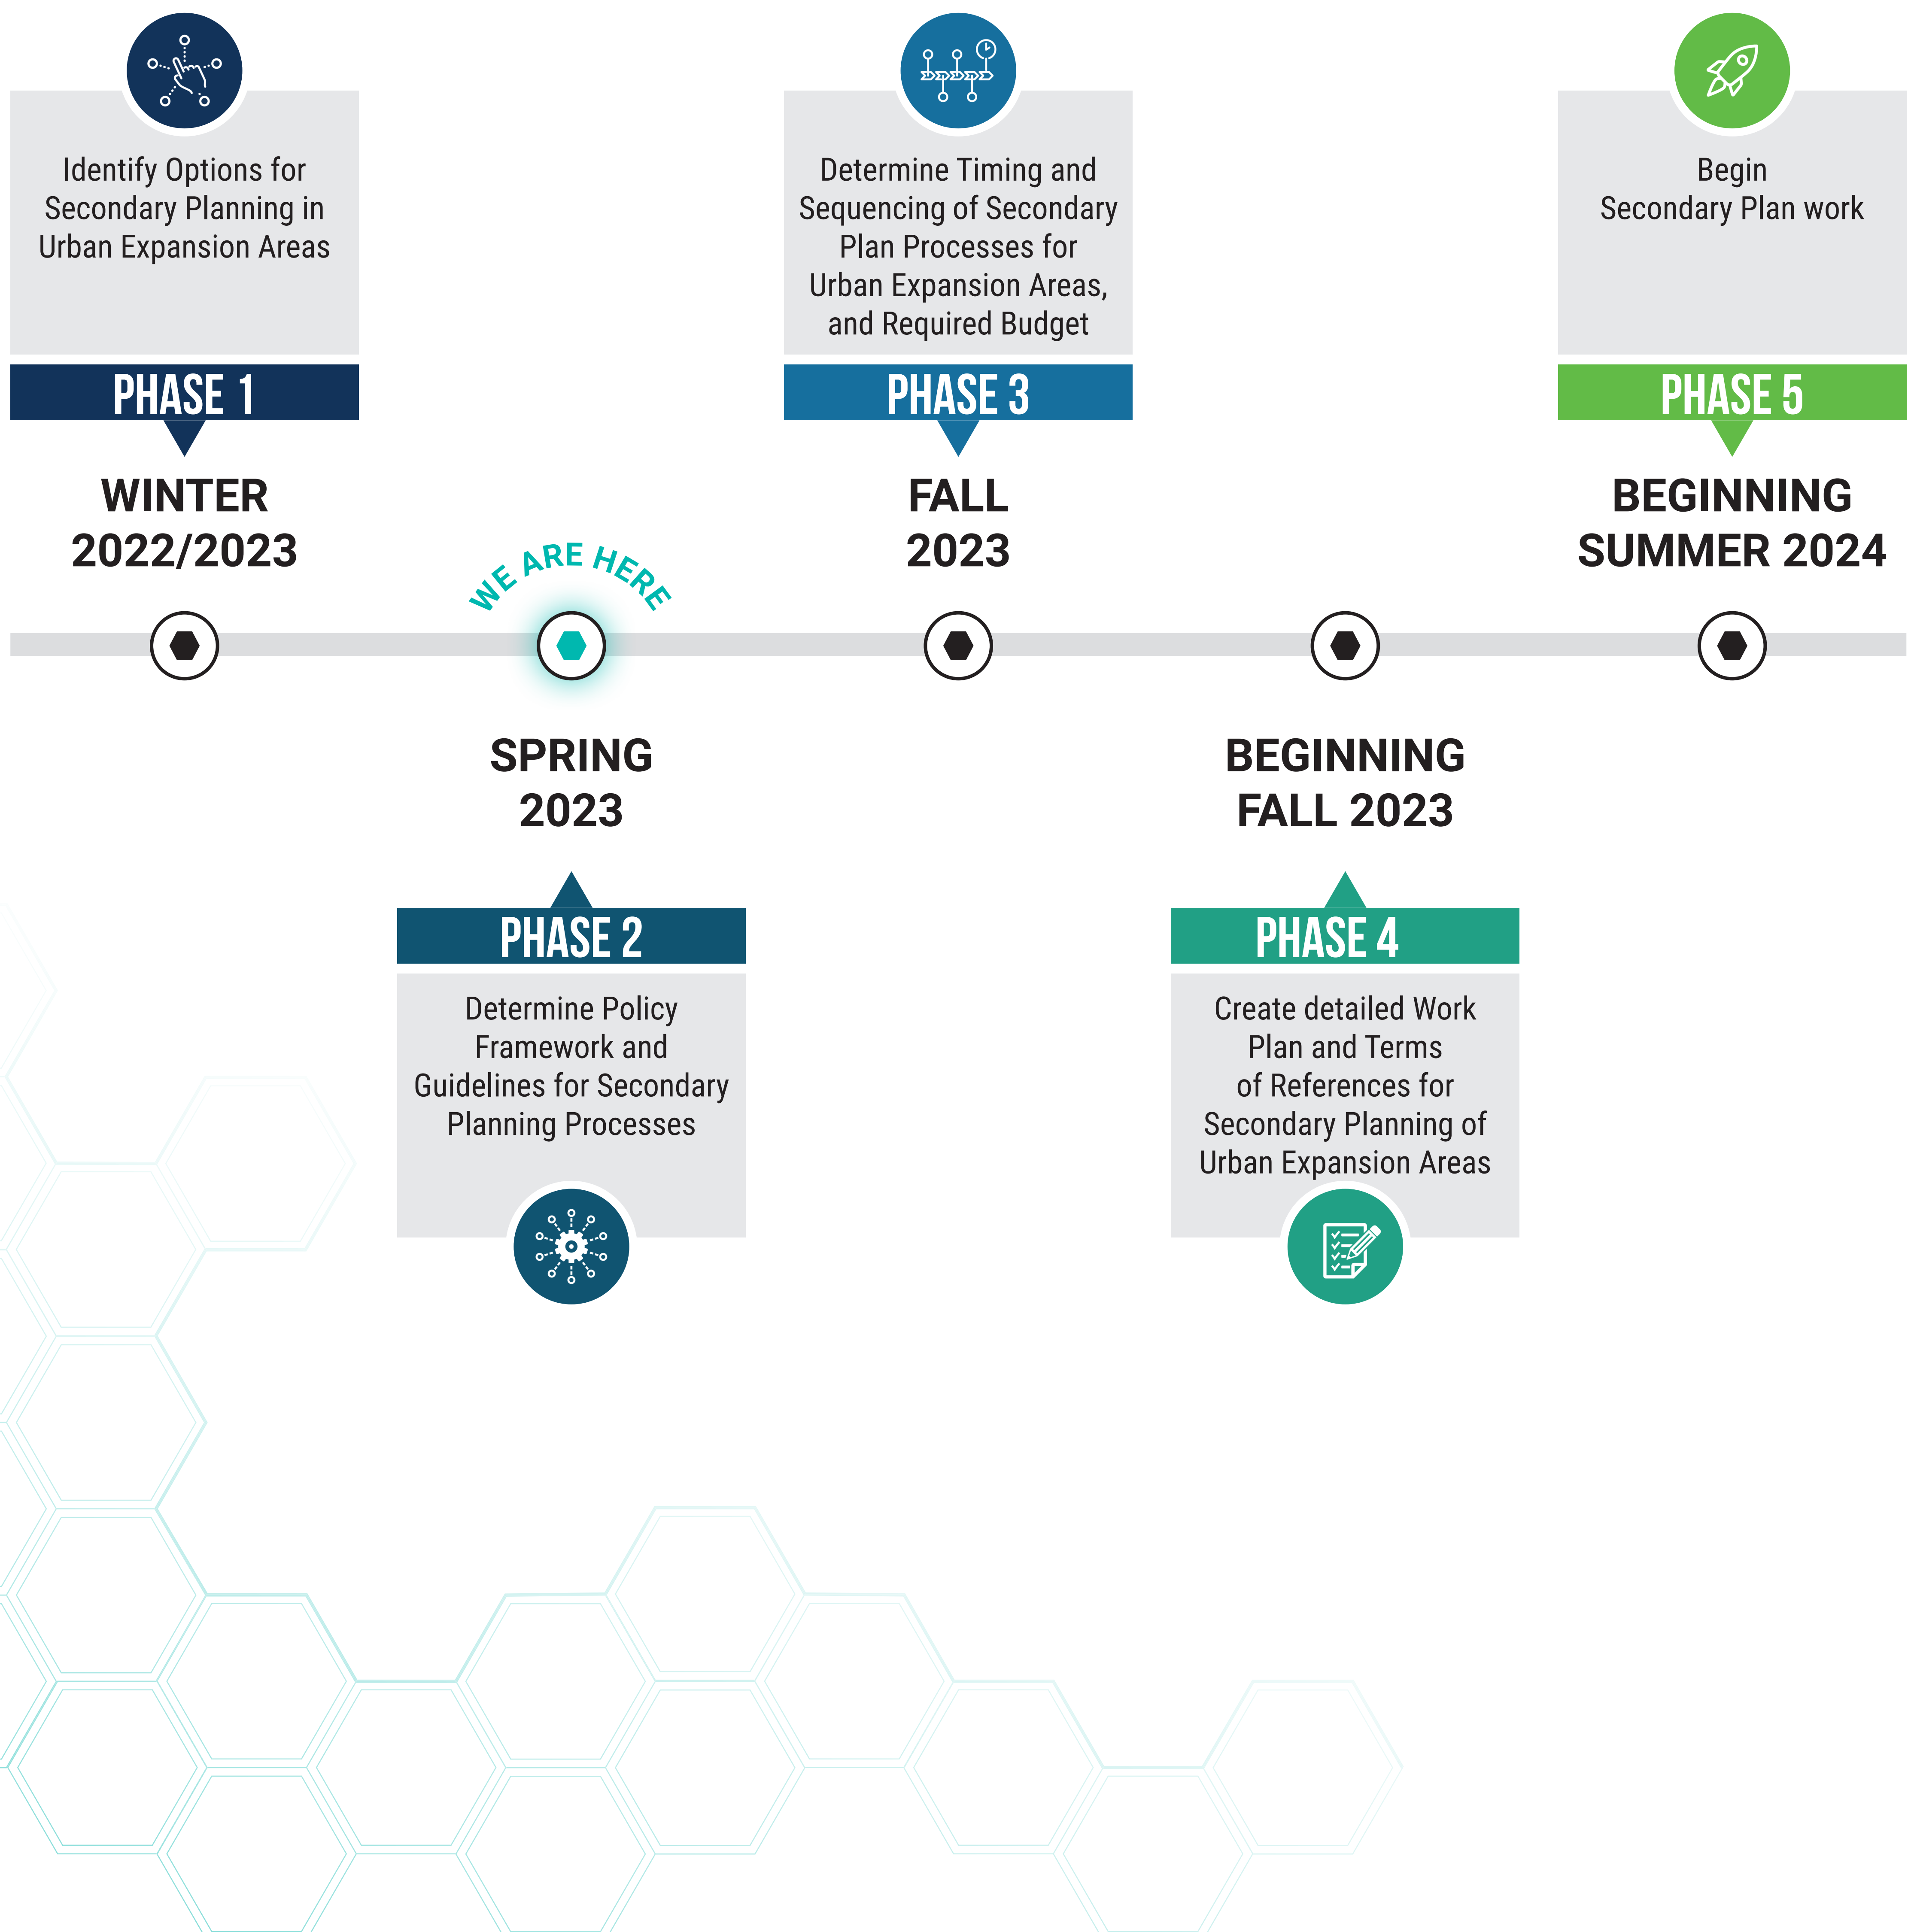 Identify Options for
Secondary Planning in
Urban Expansion Areas
PHASE 1
WINTER
2022/2023
WE ARE HERE
SPRING
2023
PHASE 2
Determine Policy
Framework and
Guidelines for Secondary
Planning Processes
Determine Timing and
Sequencing of Secondary
Plan Processes for
Urban Expansion Areas,
and Required Budget
PHASE 3
FALL
2023
BEGINNING
FALL 2023
PHASE 4
Create detailed Work
Plan and Terms
of References for
Secondary Planning of
Urban Expansion Areas
Begin
Secondary Plan work
PHASE 5
BEGINNING
SUMMER 2024